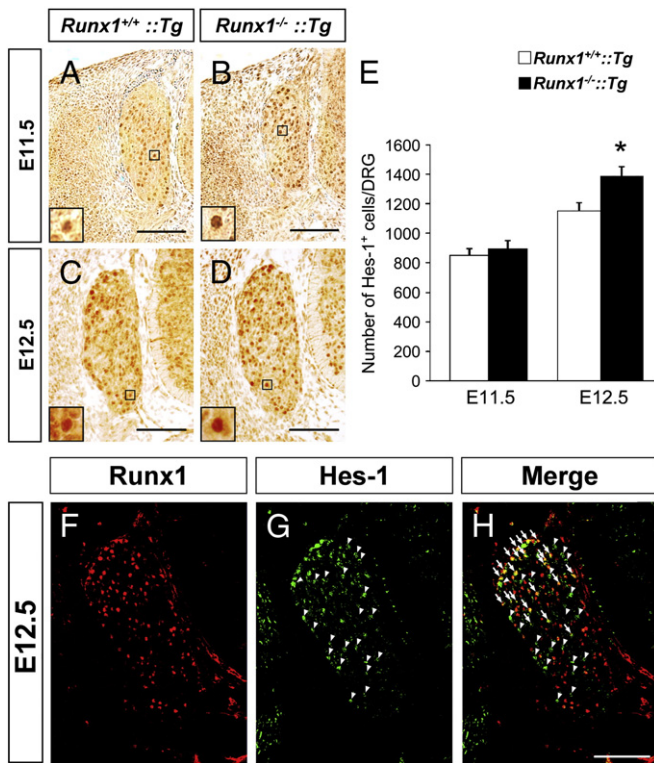 Runx1+/+ ::Tg
Runx1-/- ::Tg
E11.5
A
B
E12.5
C
D
E
Runx1+/+::Tg
Runx1-/-::Tg
Number of Hes-1+ cells/DRG
1600
1400
1200
1000
800
600
400
200
0
*
E11.5
E12.5
Runx1
Hes-1
Merge
E12.5
F
G
H